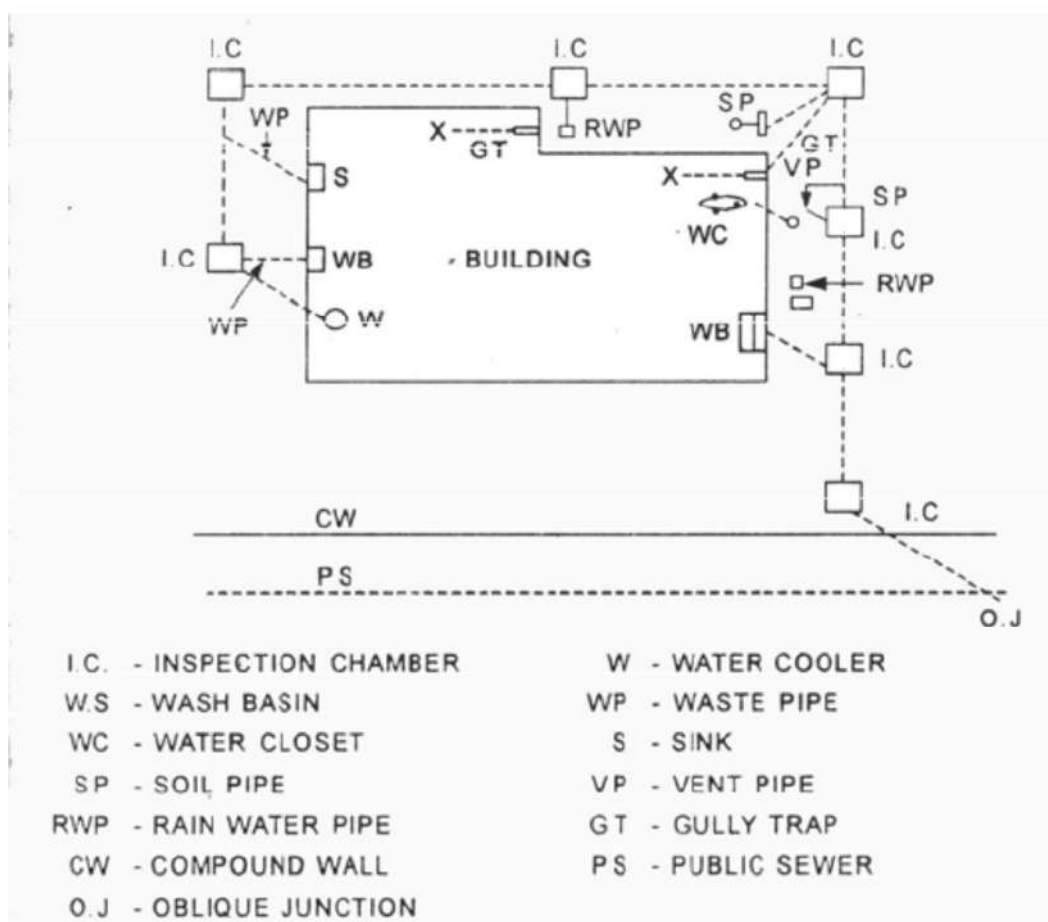 I.C I.C I.C
WP
SP
X GT RWP
GT
S
X VP
SP
WC
I.C
I.C WB BUILDING
RWP
WP W WB
I.C
I.C
CW
PS
O.J
I.C. - INSPECTION CHAMBER
W.S - WASH BASIN
WC - WATER CLOSET
SP - SOIL PIPE
RWP - RAIN WATER PIPE
CW - COMPOUND WALL
O.J - OBLIQUE JUNCTION
W - WATER COOLER
WP - WASTE PIPE
S - SINK
VP - VENT PIPE
GT - GULLY TRAP
PS - PUBLIC SEWER